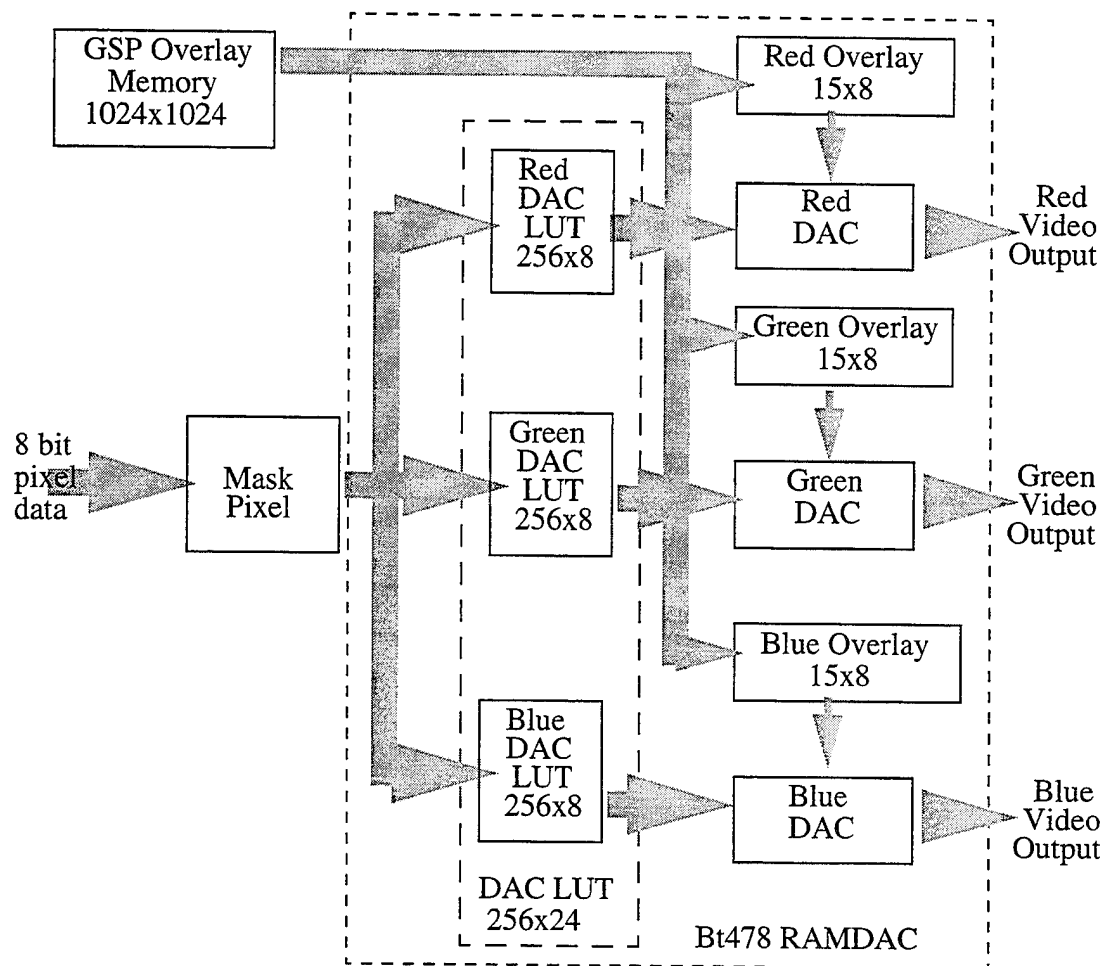 GSP Overlay
Memory
1024x1024
Red Overlay
15x8
Red
DAC
LUT
256x8
Red
DAC
Red
Video
Output
Green Overlay
15x8
8 bit
pixel
data
Mask
Pixel
Green
DAC
LUT
256x8
Green
DAC
Green
Video
Output
Blue Overlay
15x8
Blue
DAC
LUT
256x8
Blue
DAC
Blue
Video
Output
DAC LUT
256x24
Bt478 RAMDAC